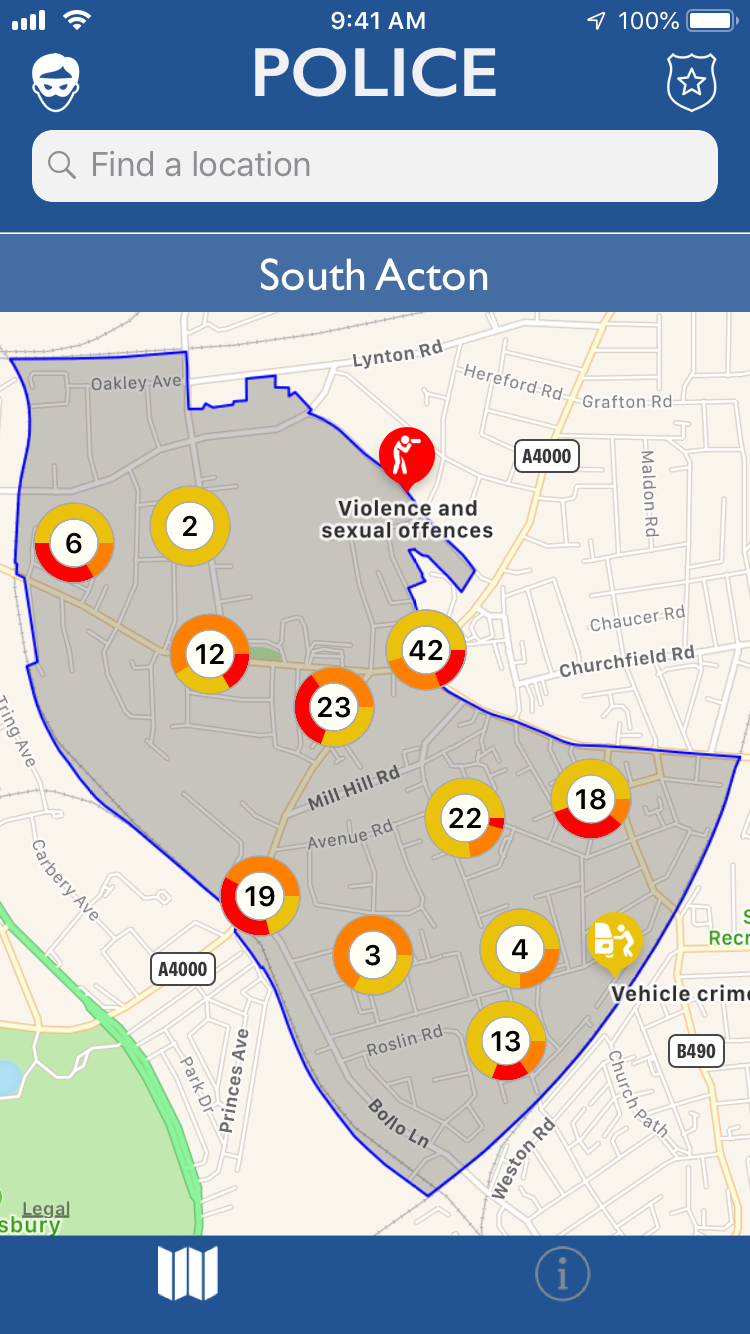 9:41 AM
100%
POLICE
Find a location
South Acton
Lynton Rd
Oakley Ave
Hereford Rd
Grafton Rd
A4000
Maldon Rd
Violence and
sexual offences
6
2
Chaucer Rd
12
42
Churchfield Rd
23
Tring Ave
Mill Hill Rd
18
22
Avenue Rd
Carbery Ave
19
S
Recr
3
4
A4000
Vehicle crime
13
Roslin Rd
B490
Princes Ave
Park Dr
Church Path
Bollo Ln
Weston Rd
Legal
sbury
i